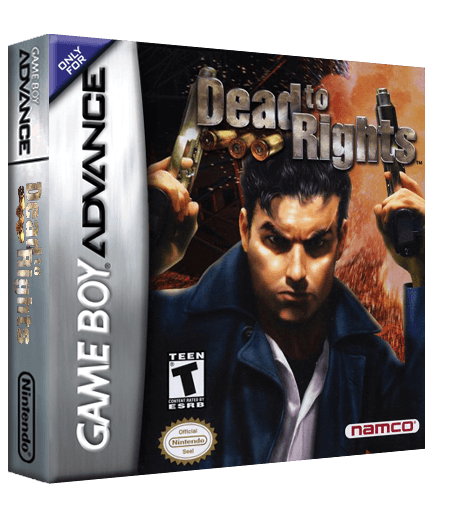 GAME BOY
ADVANCE
Dead to
Rights
Nintendo®
ONLY
FOR
GAME BOY ADVANCE
Dead to
Rights™
TEEN
T
CONTENT RATED BY
ESRB
Official
Nintendo
Seal
namco®